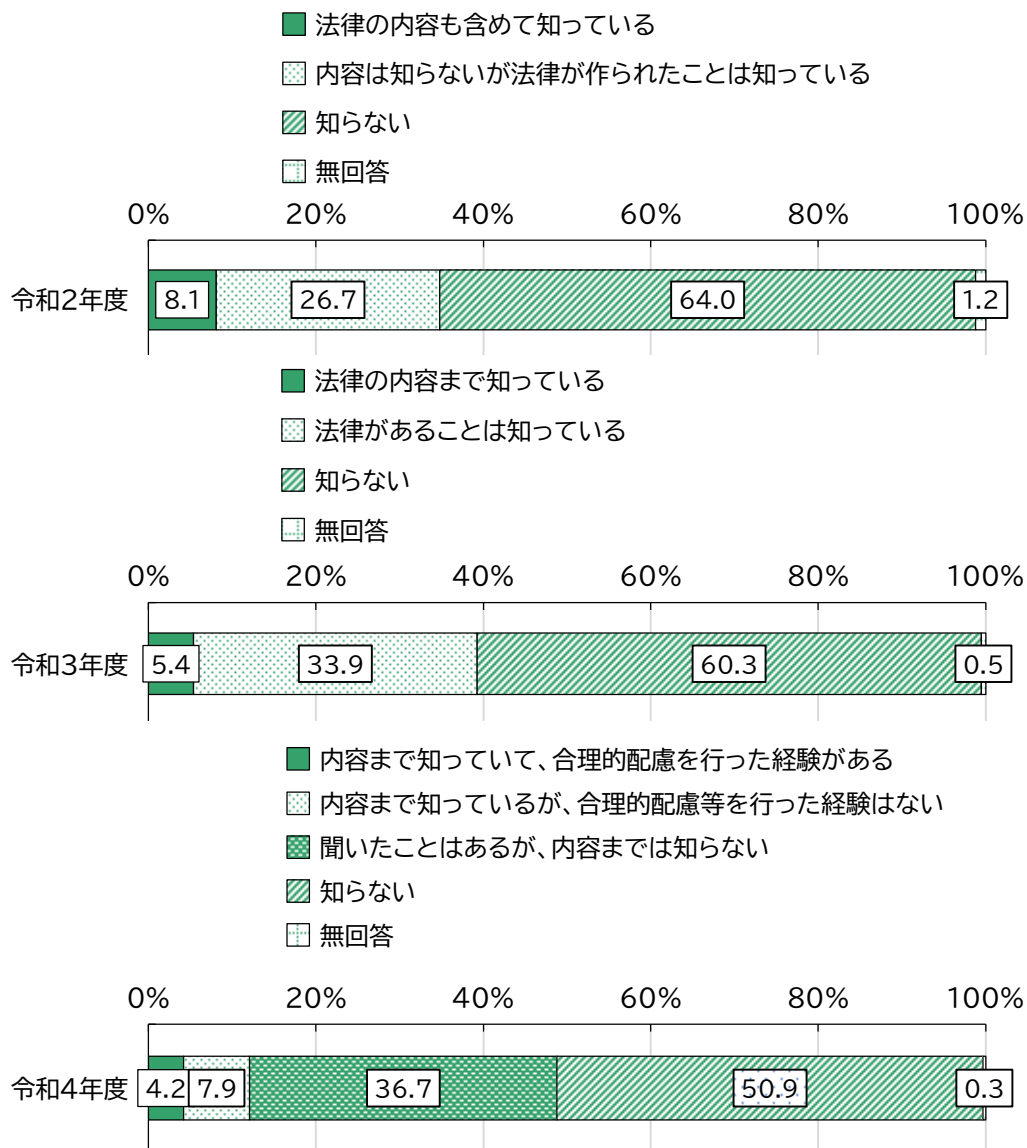 法律の内容も含めて知っている
内容は知らないが法律が作られたことは知っている
知らない
無回答
0% 20% 40% 60% 80% 100%
令和2年度 8.1 26.7 64.0 1.2
法律の内容まで知っている
法律があることは知っている
知らない
無回答
0% 20% 40% 60% 80% 100%
令和3年度 5.4 33.9 60.3 0.5
内容まで知っていて、合理的配慮を行った経験がある
内容まで知っているが、合理的配慮等を行った経験はない
聞いたことはあるが、内容までは知らない
知らない
無回答
0% 20% 40% 60% 80% 100%
令和4年度 4.2 7.9 36.7 50.9 0.3